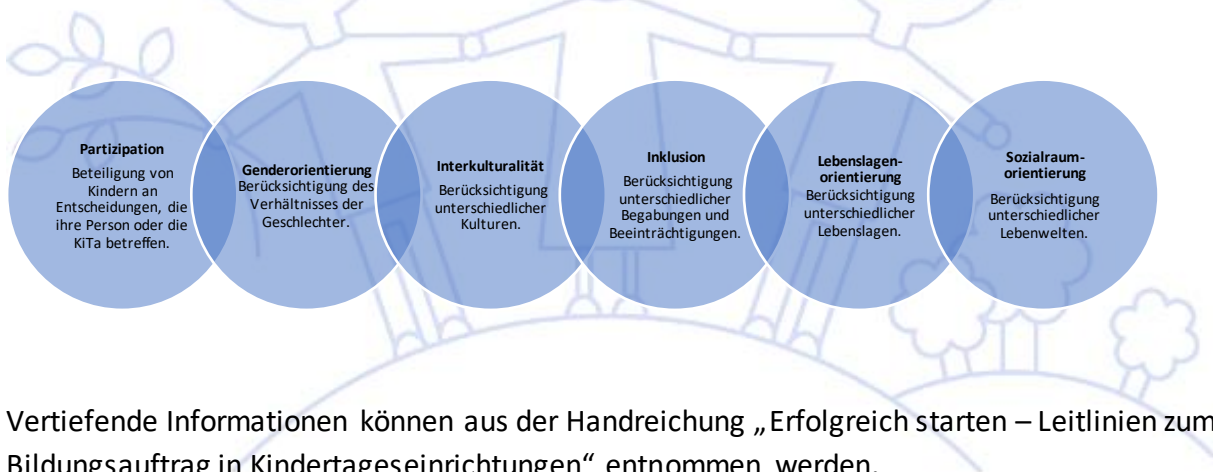 Partizipation
Beteiligung von
Kindern an
Entscheidungen, die
ihre Person oder die
KiTa betreffen.
Genderorientierung
Berücksichtigung des
Verhältnisses der
Geschlechter.
Interkulturalität
Berücksichtigung
unterschiedlicher
Kulturen.
Inklusion
Berücksichtigung
unterschiedlicher
Begabungen und
Beeinträchtigungen.
Lebenslagen-
orientierung
Berücksichtigung
unterschiedlicher
Lebenslagen.
Sozialraum-
orientierung
Berücksichtigung
unterschiedlicher
Lebenwelten.
Vertiefende Informationen können aus der Handreichung „Erfolgreich starten – Leitlinien zum
Bildungsauftrag in Kindertageseinrichtungen“ entnommen werden.